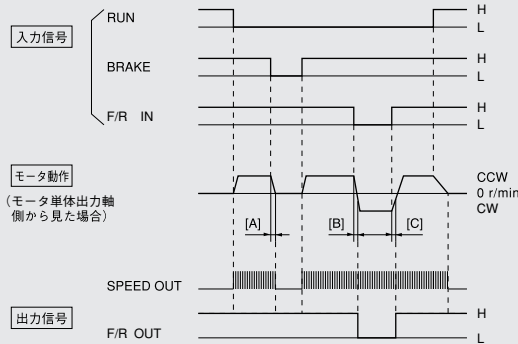 RUN
H
L
入力信号
BRAKE
H
L
F/R IN
H
L
モータ動作
CCW
0 r/min
CW
(モータ単体出力軸
側から見た場合)
[A]
[B]
[C]
SPEED OUT
出力信号
H
F/R OUT
L